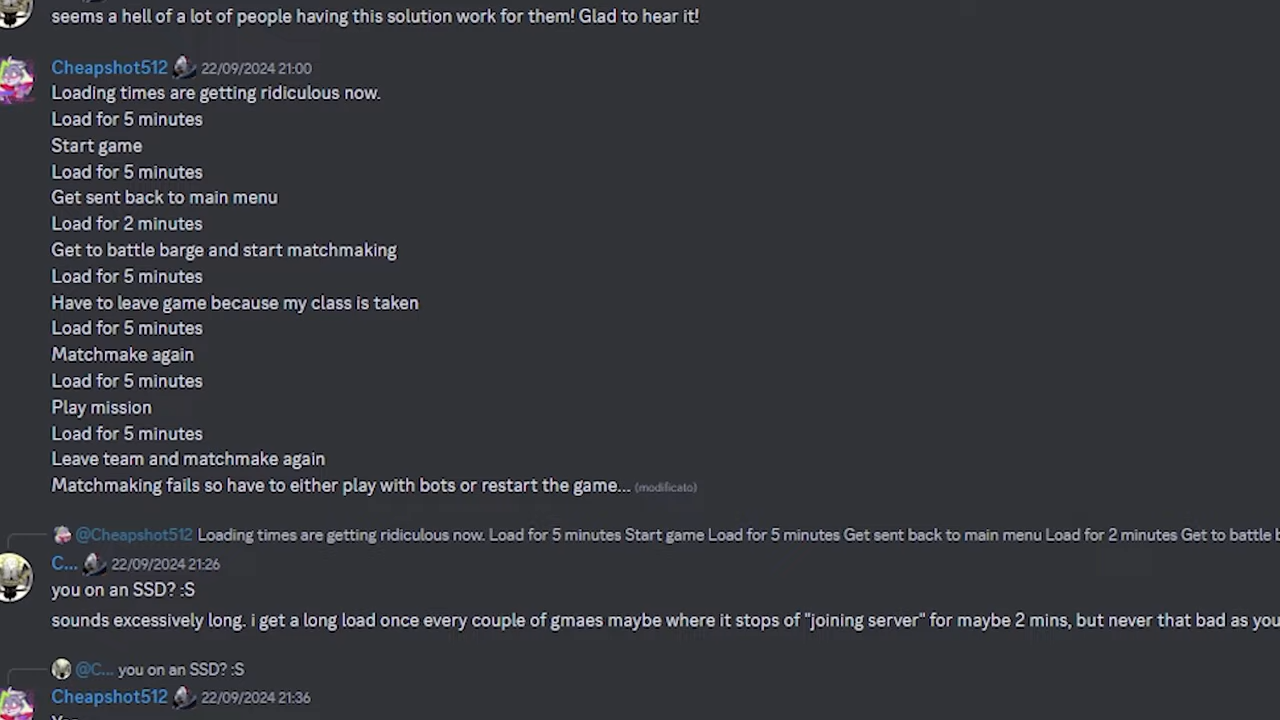 seems a hell of a lot of people having this solution work for them! Glad to hear it!
Cheapshot512 22/09/2024 21:00
Loading times are getting ridiculous now.
Load for 5 minutes
Start game
Load for 5 minutes
Get sent back to main menu
Load for 2 minutes
Get to battle barge and start matchmaking
Load for 5 minutes
Have to leave game because my class is taken
Load for 5 minutes
Matchmake again
Load for 5 minutes
Play mission
Load for 5 minutes
Leave team and matchmake again
Matchmaking fails so have to either play with bots or restart the game... (modificato)
@Cheapshot512 Loading times are getting ridiculous now. Load for 5 minutes Start game Load for 5 minutes Get sent back to main menu Load for 2 minutes Get to battle b
C... 22/09/2024 21:26
you on an SSD? :S
sounds excessively long. i get a long load once every couple of gmaes maybe where it stops of "joining server" for maybe 2 mins, but never that bad as you
@C... you on an SSD? :S
Cheapshot512 22/09/2024 21:36